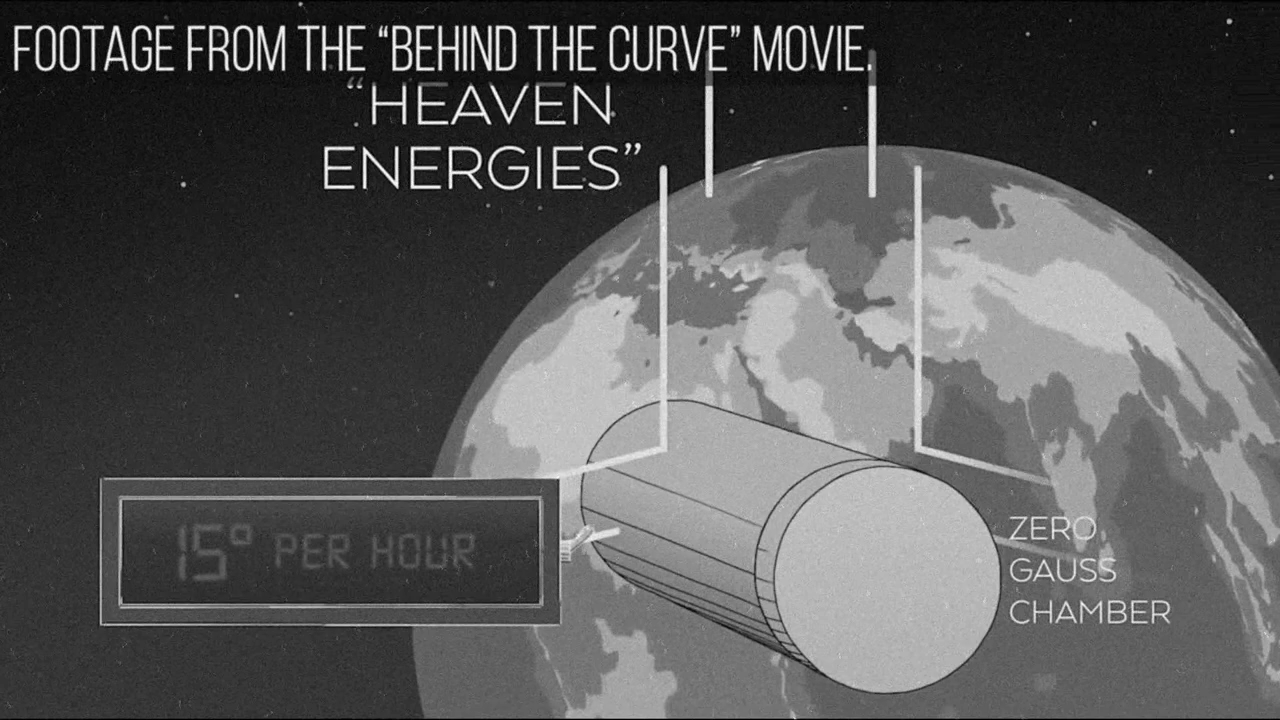 FOOTAGE FROM THE “BEHIND THE CURVE” MOVIE.
“HEAVEN
ENERGIES”
15° PER HOUR
ZERO
GAUSS
CHAMBER